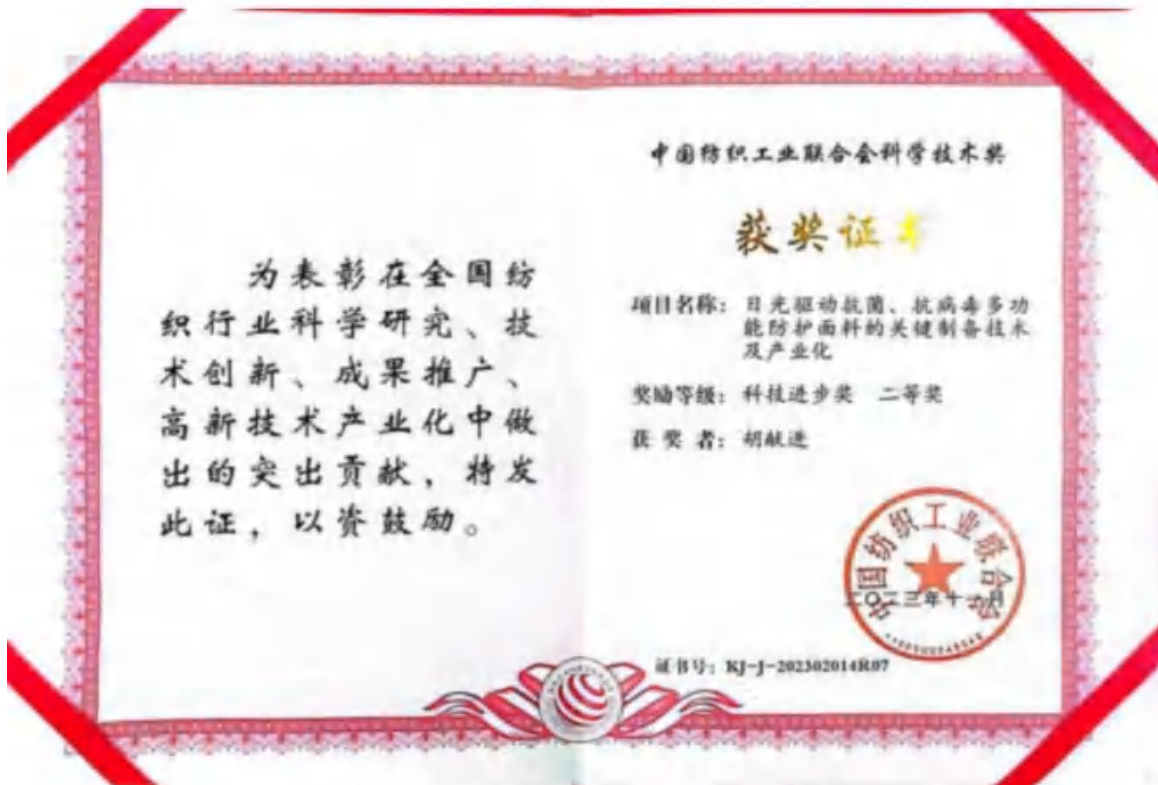 为表彰在全国纺
织行业科学研究、技
术创新、成果推广、
高新技术产业化中做
出的突出贡献，特发
此证，以资鼓励。
中国纺织工业联合会科学技术奖
获奖证书
项目名称：日光驱动抗菌、抗病毒多功
能防护面料的关键制备技术
及产业化
奖励等级：科技进步奖 二等奖
获奖者：胡献进
中国纺织工业联合会
二〇二三年十一月
证书号：KJ-J-202302014R07